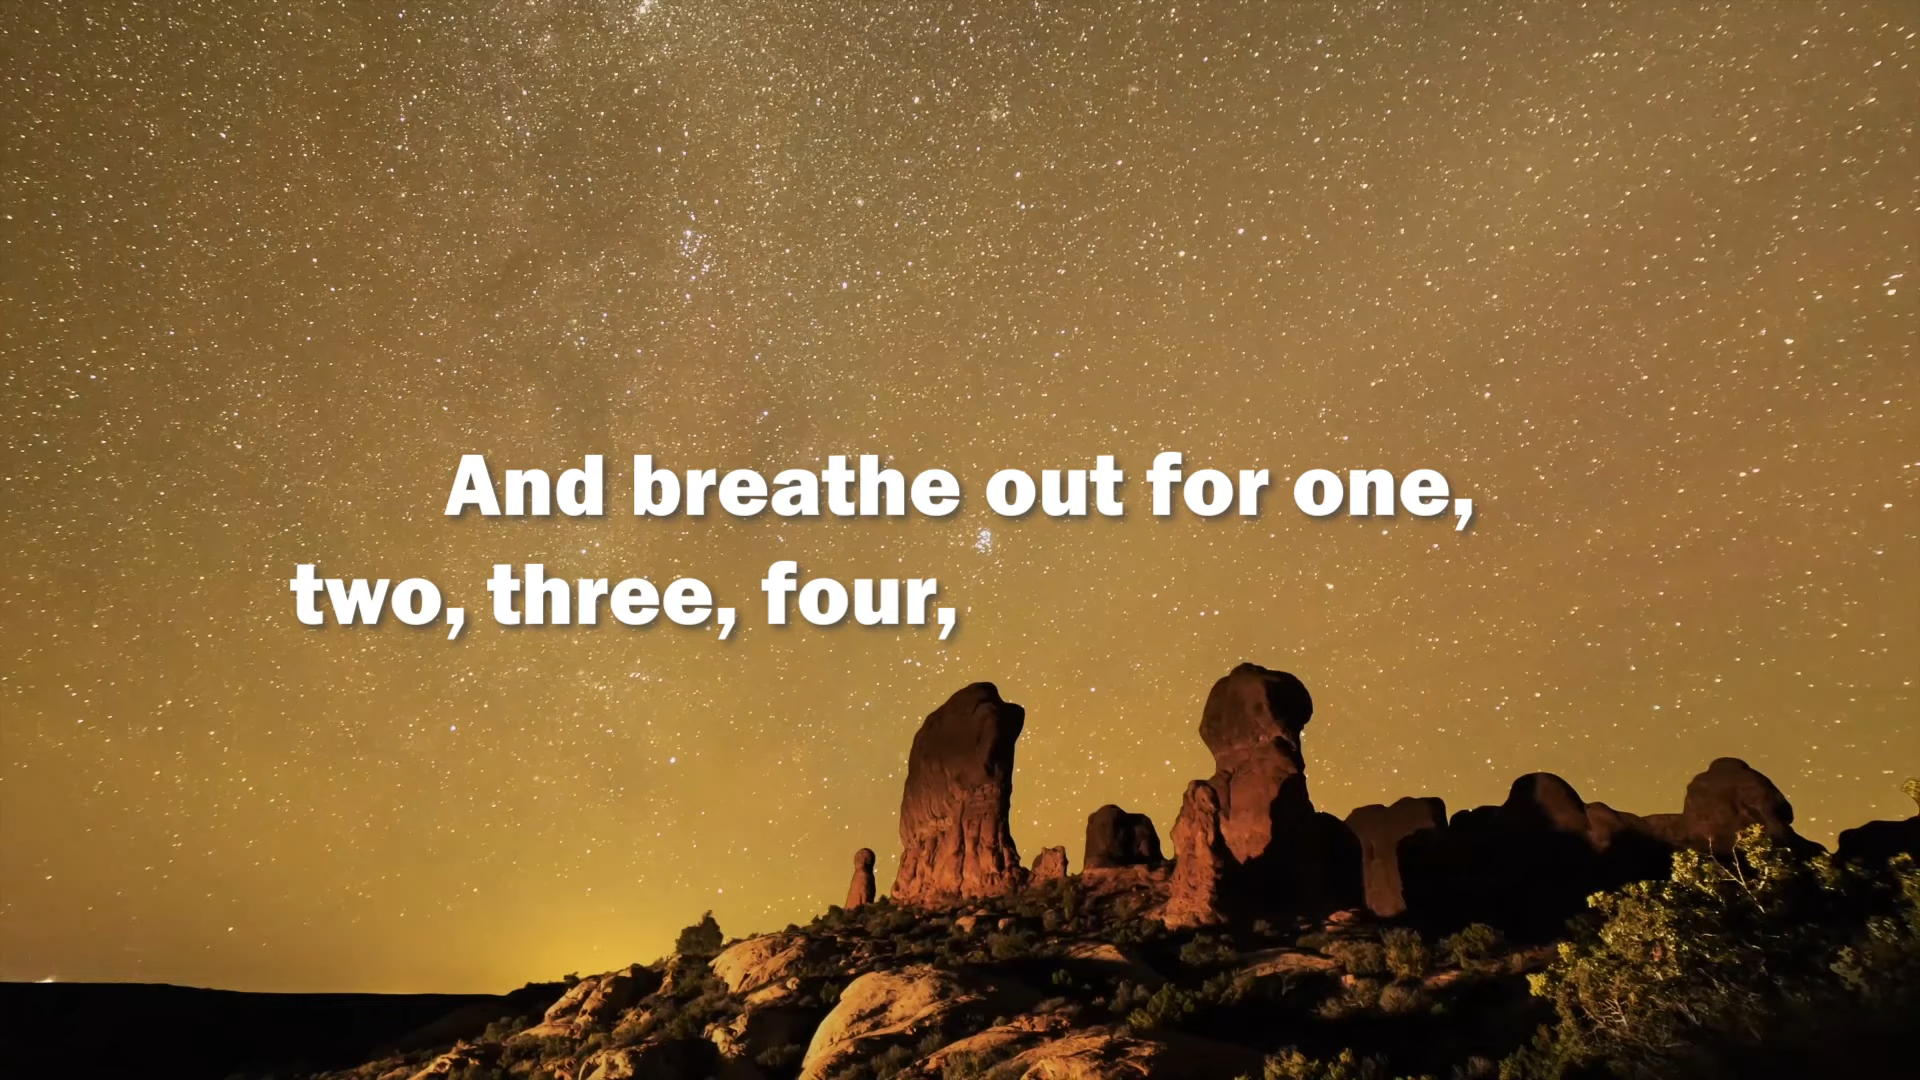 And breathe out for one,
two, three, four,